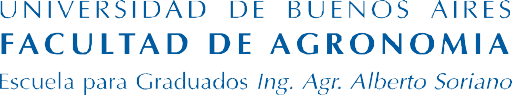 UNIVERSIDAD DE BUENOS AIRES
FACULTAD DE AGRONOMIA
Escuela para Graduados Ing. Agr. Alberto Soriano